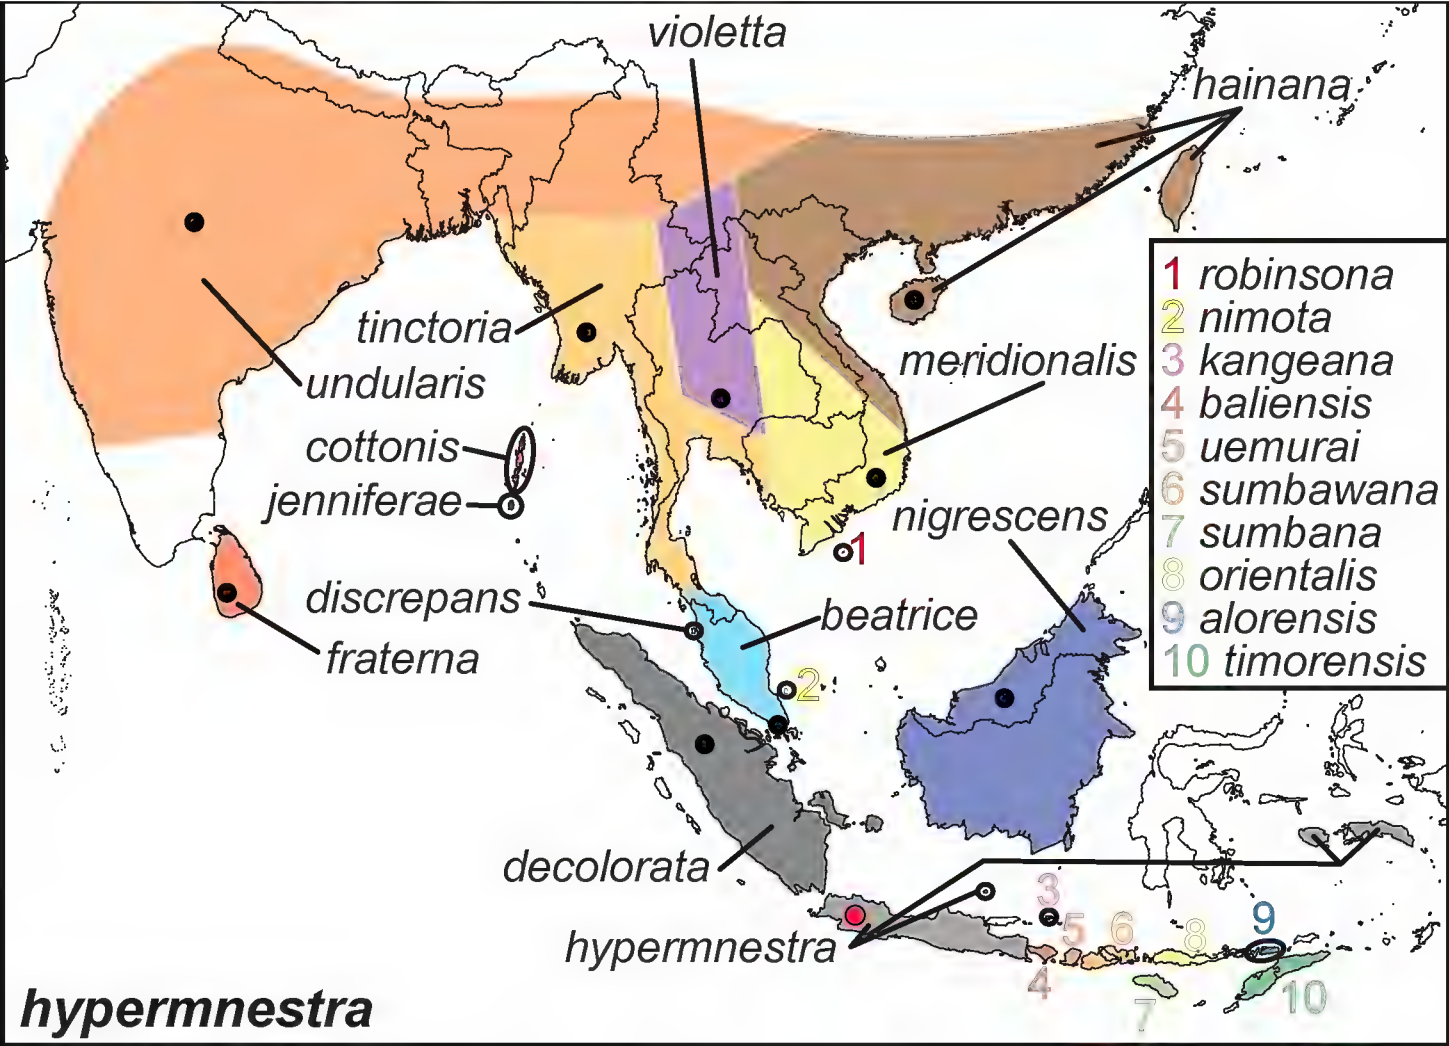 violetta
hainana
1 robinsona
2 nimota
3 kangeana
4 baliensis
5 uemurai
6 sumbawana
7 sumbana
8 orientalis
9 alorensis
10 timorensis
tinctoria
undularis
meridionalis
cottonis
jenniferae
nigrescens
1
discrepans
beatrice
fraterna
2
decolorata
3
hypermnestra
5
6
8
9
4
7
10
hypermnestra